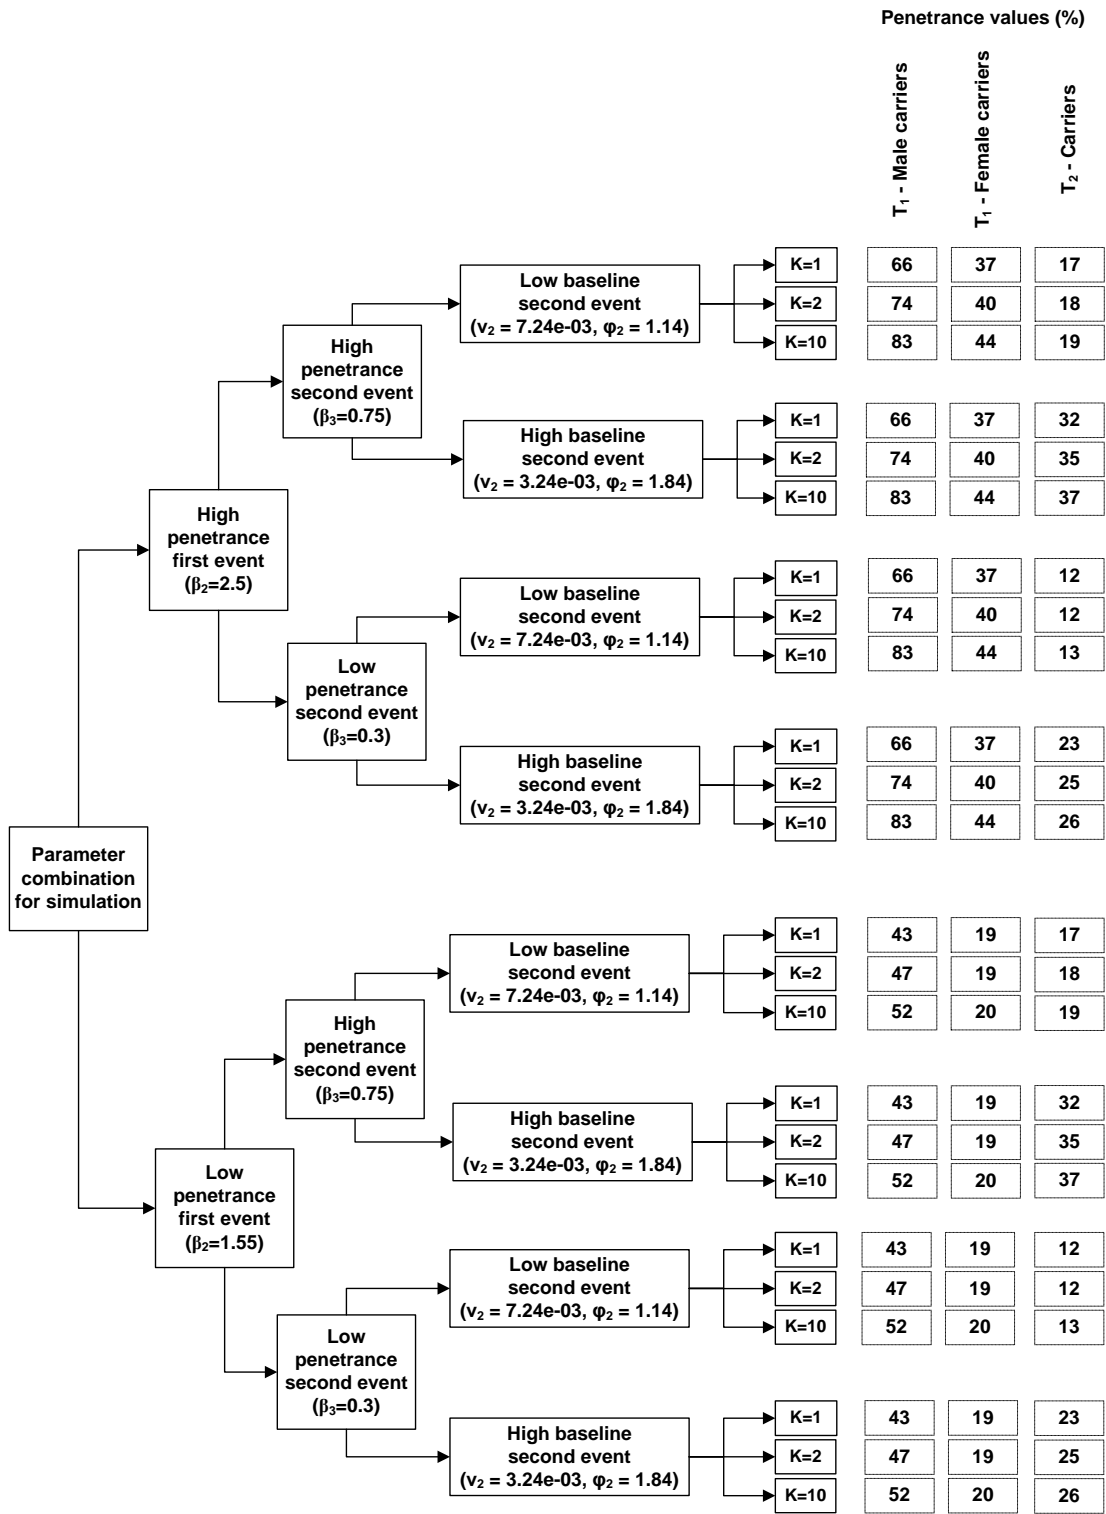 Penetrance values (%)
T₁ - Male carriers
T₁ - Female carriers
T₂ - Carriers
Parameter
combination
for simulation
High
penetrance
first event
(β₂=2.5)
High
penetrance
second event
(β₃=0.75)
Low baseline
second event
(v₂ = 7.24e-03, φ₂ = 1.14)
K=1 66 37 17
K=2 74 40 18
K=10 83 44 19
High baseline
second event
(v₂ = 3.24e-03, φ₂ = 1.84)
K=1 66 37 32
K=2 74 40 35
K=10 83 44 37
Low
penetrance
second event
(β₃=0.3)
Low baseline
second event
(v₂ = 7.24e-03, φ₂ = 1.14)
K=1 66 37 12
K=2 74 40 12
K=10 83 44 13
High baseline
second event
(v₂ = 3.24e-03, φ₂ = 1.84)
K=1 66 37 23
K=2 74 40 25
K=10 83 44 26
Low
penetrance
first event
(β₂=1.55)
High
penetrance
second event
(β₃=0.75)
Low baseline
second event
(v₂ = 7.24e-03, φ₂ = 1.14)
K=1 43 19 17
K=2 47 19 18
K=10 52 20 19
High baseline
second event
(v₂ = 3.24e-03, φ₂ = 1.84)
K=1 43 19 32
K=2 47 19 35
K=10 52 20 37
Low
penetrance
second event
(β₃=0.3)
Low baseline
second event
(v₂ = 7.24e-03, φ₂ = 1.14)
K=1 43 19 12
K=2 47 19 12
K=10 52 20 13
High baseline
second event
(v₂ = 3.24e-03, φ₂ = 1.84)
K=1 43 19 23
K=2 47 19 25
K=10 52 20 26